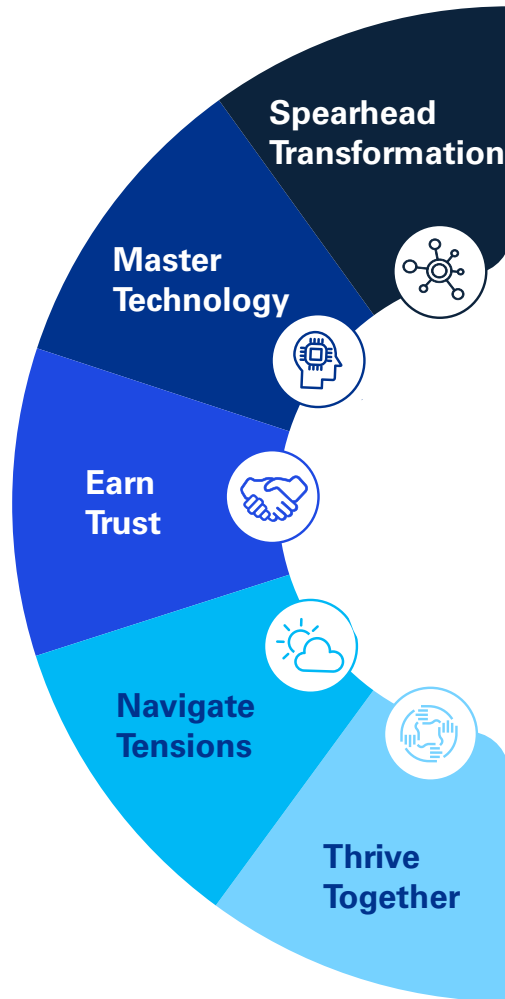 Spearhead
Transformation
Master
Technology
Earn
Trust
Navigate
Tensions
Thrive
Together